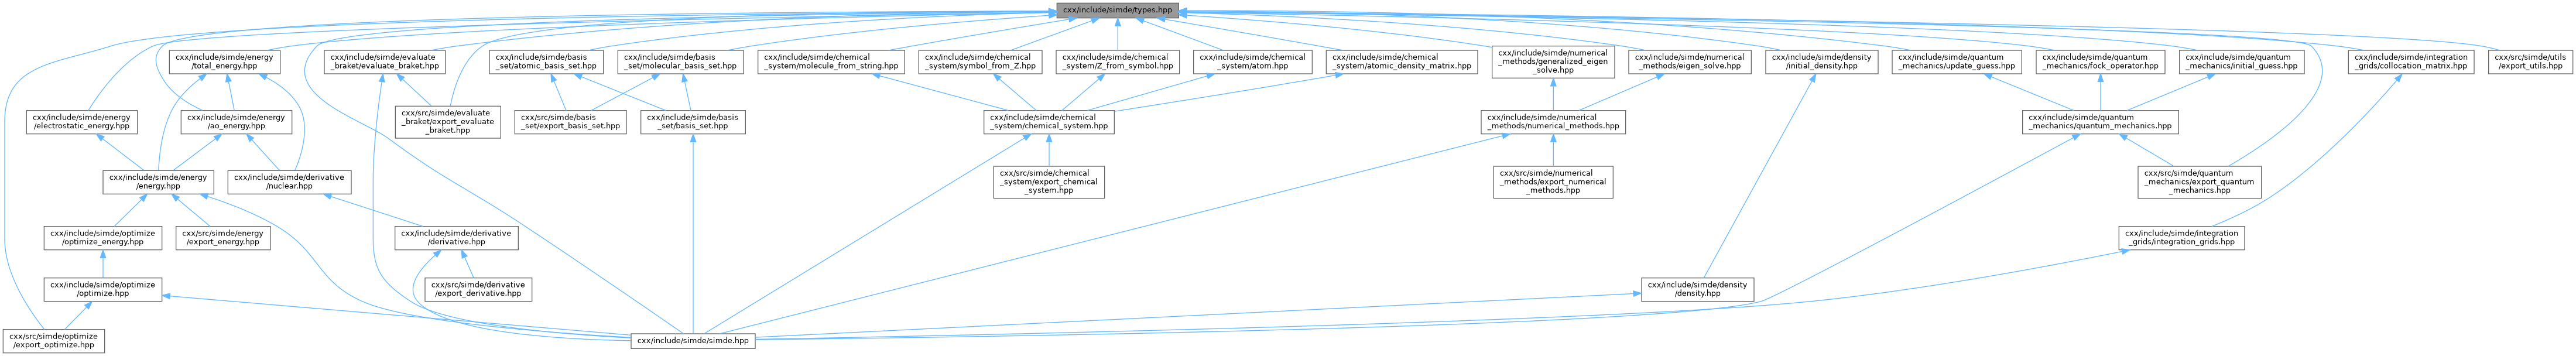 cxx/include/simde/types.hpp
cxx/include/simde/energy
/total_energy.hpp
cxx/include/simde/evaluate
_braket/evaluate_braket.hpp
cxx/include/simde/basis
_set/atomic_basis_set.hpp
cxx/include/simde/basis
_set/molecular_basis_set.hpp
cxx/include/simde/chemical
_system/molecule_from_string.hpp
cxx/include/simde/chemical
_system/symbol_from_Z.hpp
cxx/include/simde/chemical
_system/Z_from_symbol.hpp
cxx/include/simde/chemical
_system/atom.hpp
cxx/include/simde/chemical
_system/atomic_density_matrix.hpp
cxx/include/simde/numerical
_methods/generalized_eigen
_solve.hpp
cxx/include/simde/numerical
_methods/eigen_solve.hpp
cxx/include/simde/density
/initial_density.hpp
cxx/include/simde/quantum
_mechanics/update_guess.hpp
cxx/include/simde/quantum
_mechanics/fock_operator.hpp
cxx/include/simde/quantum
_mechanics/initial_guess.hpp
cxx/include/simde/integration
_grids/collocation_matrix.hpp
cxx/src/simde/utils
/export_utils.hpp
cxx/include/simde/energy
/electrostatic_energy.hpp
cxx/include/simde/energy
/ao_energy.hpp
cxx/src/simde/evaluate
_braket/export_evaluate
_braket.hpp
cxx/src/simde/basis
_set/export_basis_set.hpp
cxx/include/simde/basis
_set/basis_set.hpp
cxx/include/simde/chemical
_system/chemical_system.hpp
cxx/include/simde/numerical
_methods/numerical_methods.hpp
cxx/include/simde/quantum
_mechanics/quantum_mechanics.hpp
cxx/include/simde/energy
/energy.hpp
cxx/include/simde/derivative
/nuclear.hpp
cxx/src/simde/chemical
_system/export_chemical
_system.hpp
cxx/src/simde/numerical
_methods/export_numerical
_methods.hpp
cxx/src/simde/quantum
_mechanics/export_quantum
_mechanics.hpp
cxx/include/simde/optimize
/optimize_energy.hpp
cxx/src/simde/energy
/export_energy.hpp
cxx/include/simde/derivative
/derivative.hpp
cxx/include/simde/integration
_grids/integration_grids.hpp
cxx/include/simde/optimize
/optimize.hpp
cxx/src/simde/derivative
/export_derivative.hpp
cxx/include/simde/density
/density.hpp
cxx/src/simde/optimize
/export_optimize.hpp
cxx/include/simde/simde.hpp